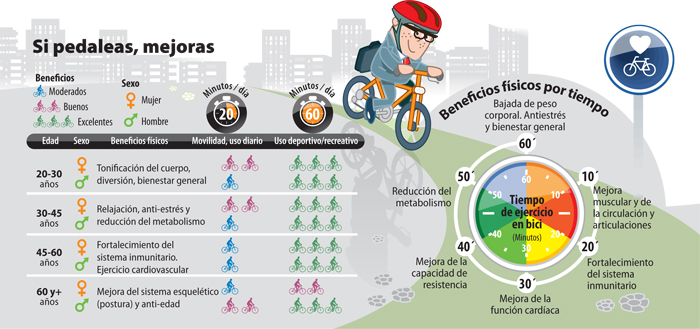 Si pedaleas, mejoras
Beneficios
Moderados
Buenos
Excelentes
Sexo
Mujer
Hombre
Minutos / día
20
Minutos / día
60
Edad Sexo Beneficios físicos Movilidad, uso diario Uso deportivo/recreativo
20-30
años
Tonificación del cuerpo,
diversión, bienestar general
30-45
años
Relajación, anti-estrés y
reducción del metabolismo
45-60
años
Fortalecimiento del
sistema inmunitario.
Ejercicio cardiovascular
60 y+
años
Mejora del sistema esquelético
(postura) y anti-edad
Beneficios físicos por tiempo
Bajada de peso
corporal. Antiestrés
y bienestar general
60´
10´
Mejora
muscular y de
la circulación y
articulaciones
20´
Fortalecimiento
del sistema
inmunitario
30´
Mejora de la
función cardíaca
40´
Mejora de la
capacidad de
resistencia
50´
Reducción del
metabolismo
60
10
20
30
40
50
Tiempo
de ejercicio
en bici
(Minutos)